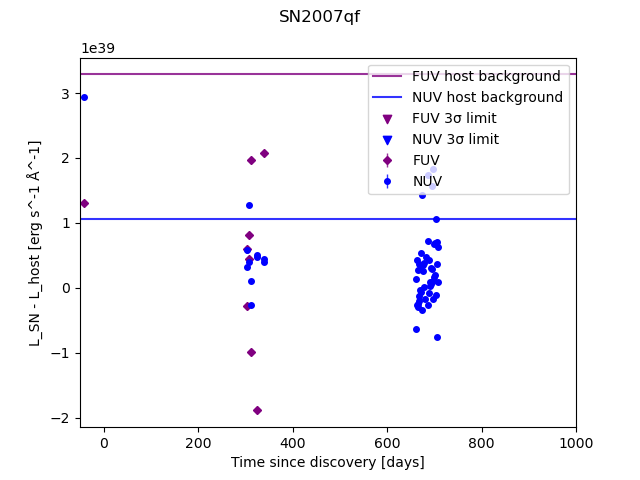 SN2007qf
1e39
L_SN - L_host [erg s^-1 Å^-1]
3
2
1
0
−1
−2
FUV host background
NUV host background
FUV 3σ limit
NUV 3σ limit
FUV
NUV
0 200 400 600 800 1000
Time since discovery [days]